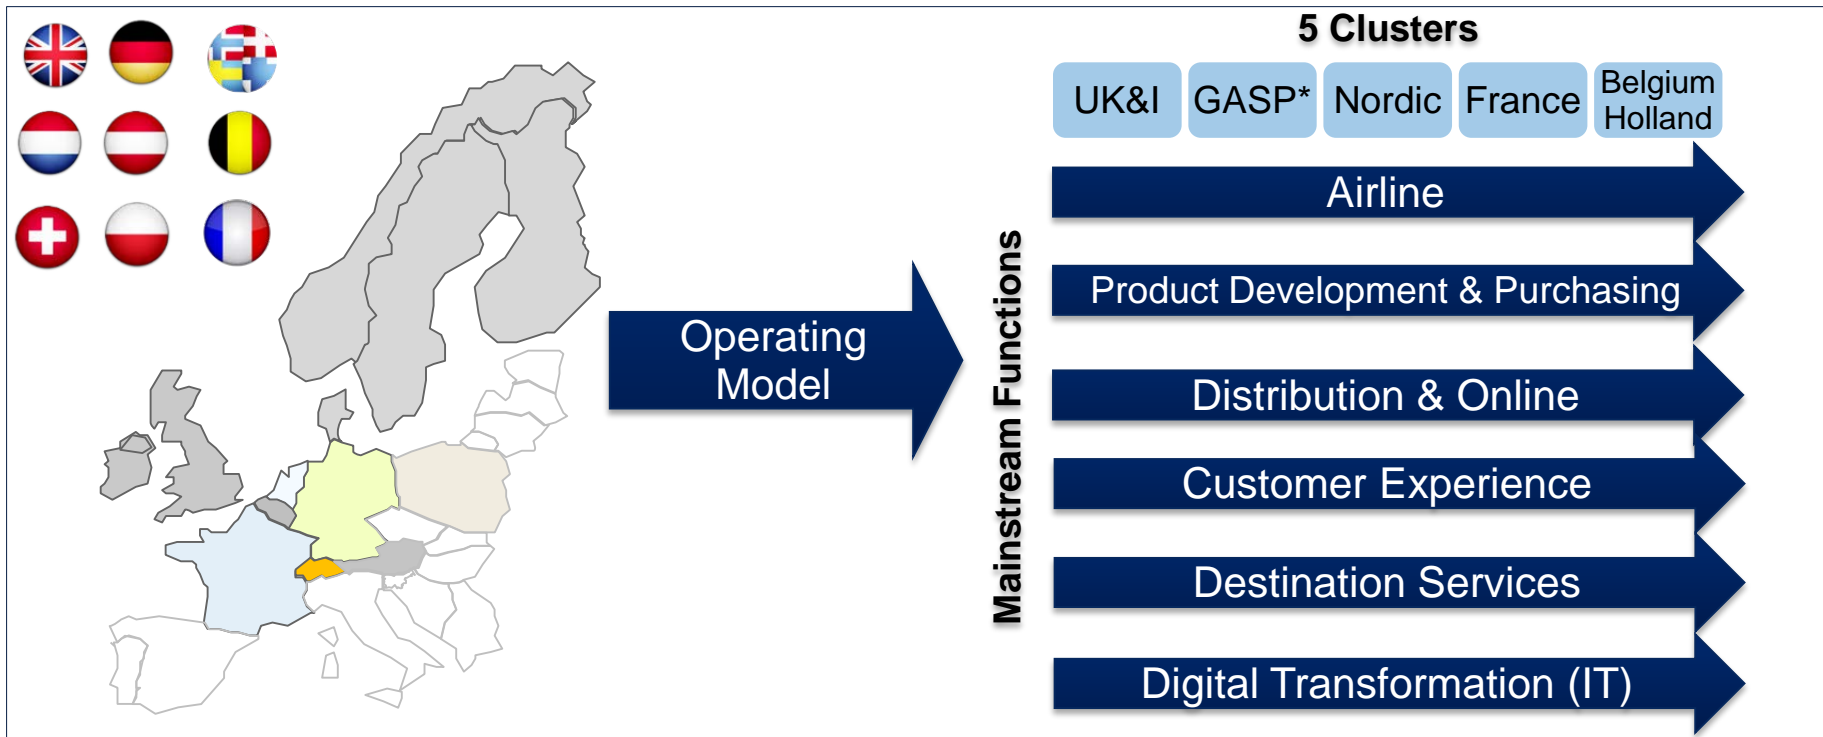 5 Clusters
UK&I
GASP*
Nordic
France
Belgium
Holland
Operating
Model
Mainstream Functions
Airline
Product Development & Purchasing
Distribution & Online
Customer Experience
Destination Services
Digital Transformation (IT)